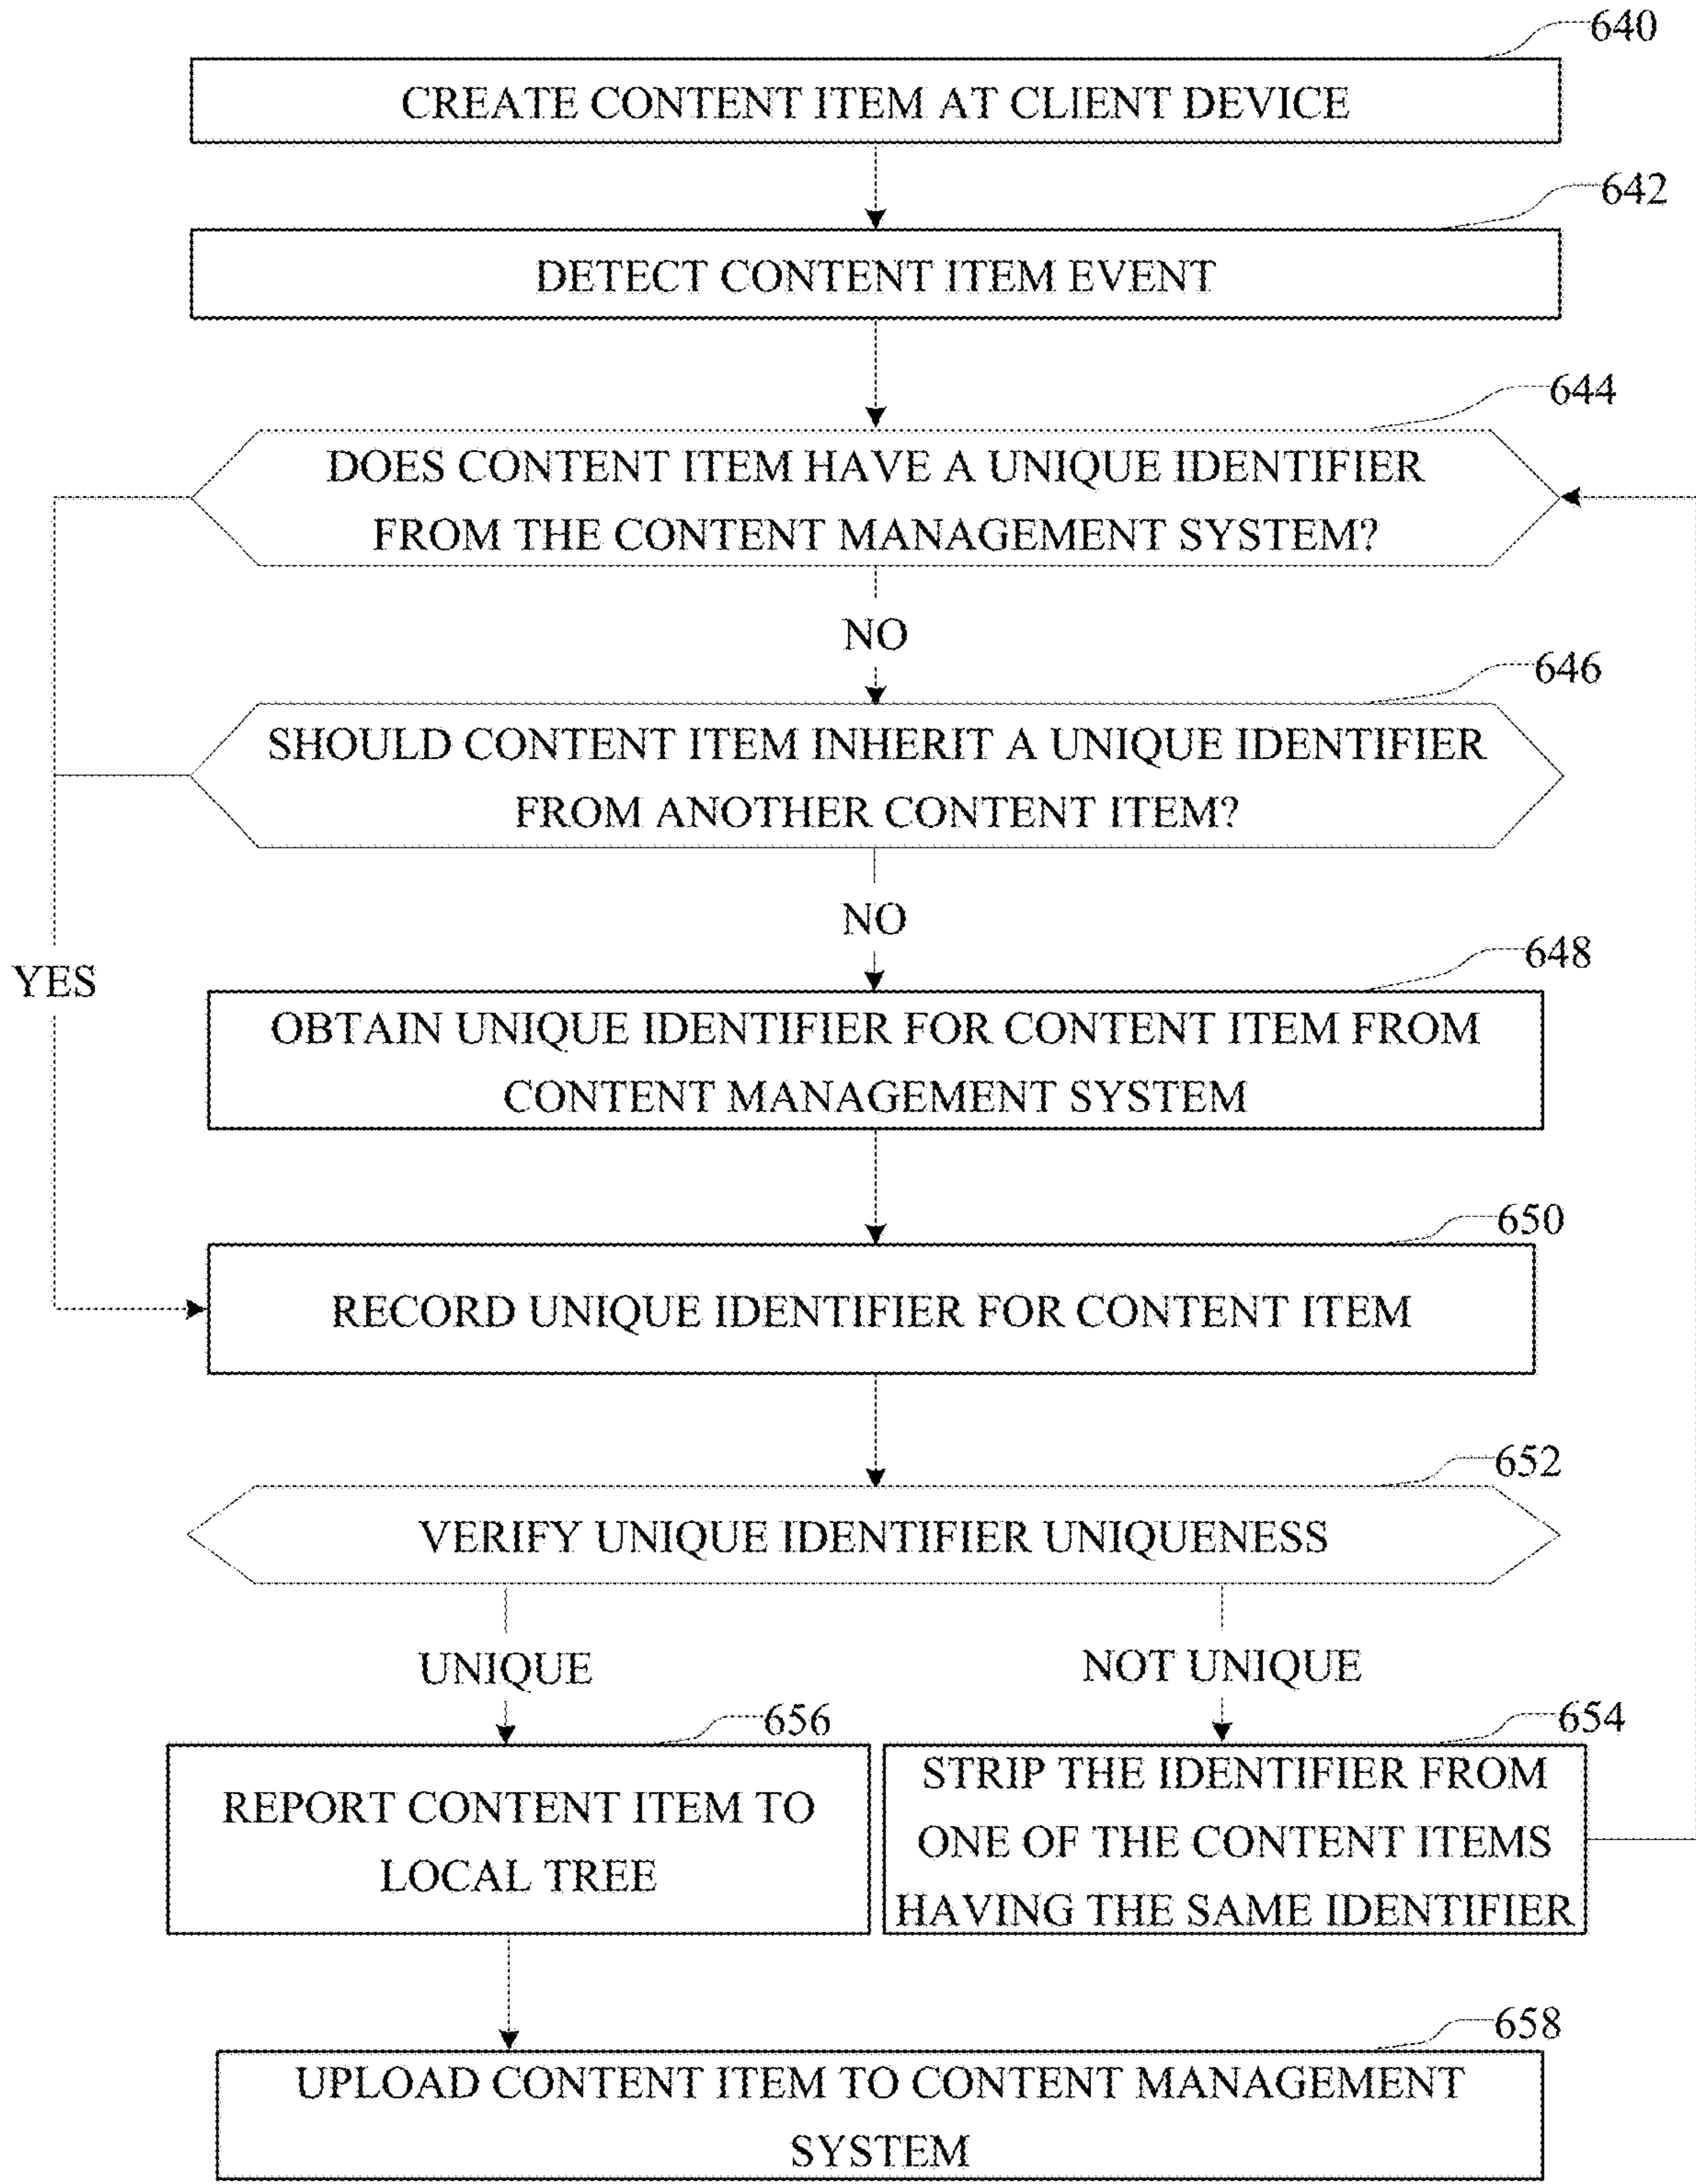 640
CREATE CONTENT ITEM AT CLIENT DEVICE
642
DETECT CONTENT ITEM EVENT
644
DOES CONTENT ITEM HAVE A UNIQUE IDENTIFIER
FROM THE CONTENT MANAGEMENT SYSTEM?
NO
646
SHOULD CONTENT ITEM INHERIT A UNIQUE IDENTIFIER
FROM ANOTHER CONTENT ITEM?
NO
YES
648
OBTAIN UNIQUE IDENTIFIER FOR CONTENT ITEM FROM
CONTENT MANAGEMENT SYSTEM
650
RECORD UNIQUE IDENTIFIER FOR CONTENT ITEM
652
VERIFY UNIQUE IDENTIFIER UNIQUENESS
UNIQUE
NOT UNIQUE
656
REPORT CONTENT ITEM TO
LOCAL TREE
654
STRIP THE IDENTIFIER FROM
ONE OF THE CONTENT ITEMS
HAVING THE SAME IDENTIFIER
658
UPLOAD CONTENT ITEM TO CONTENT MANAGEMENT
SYSTEM